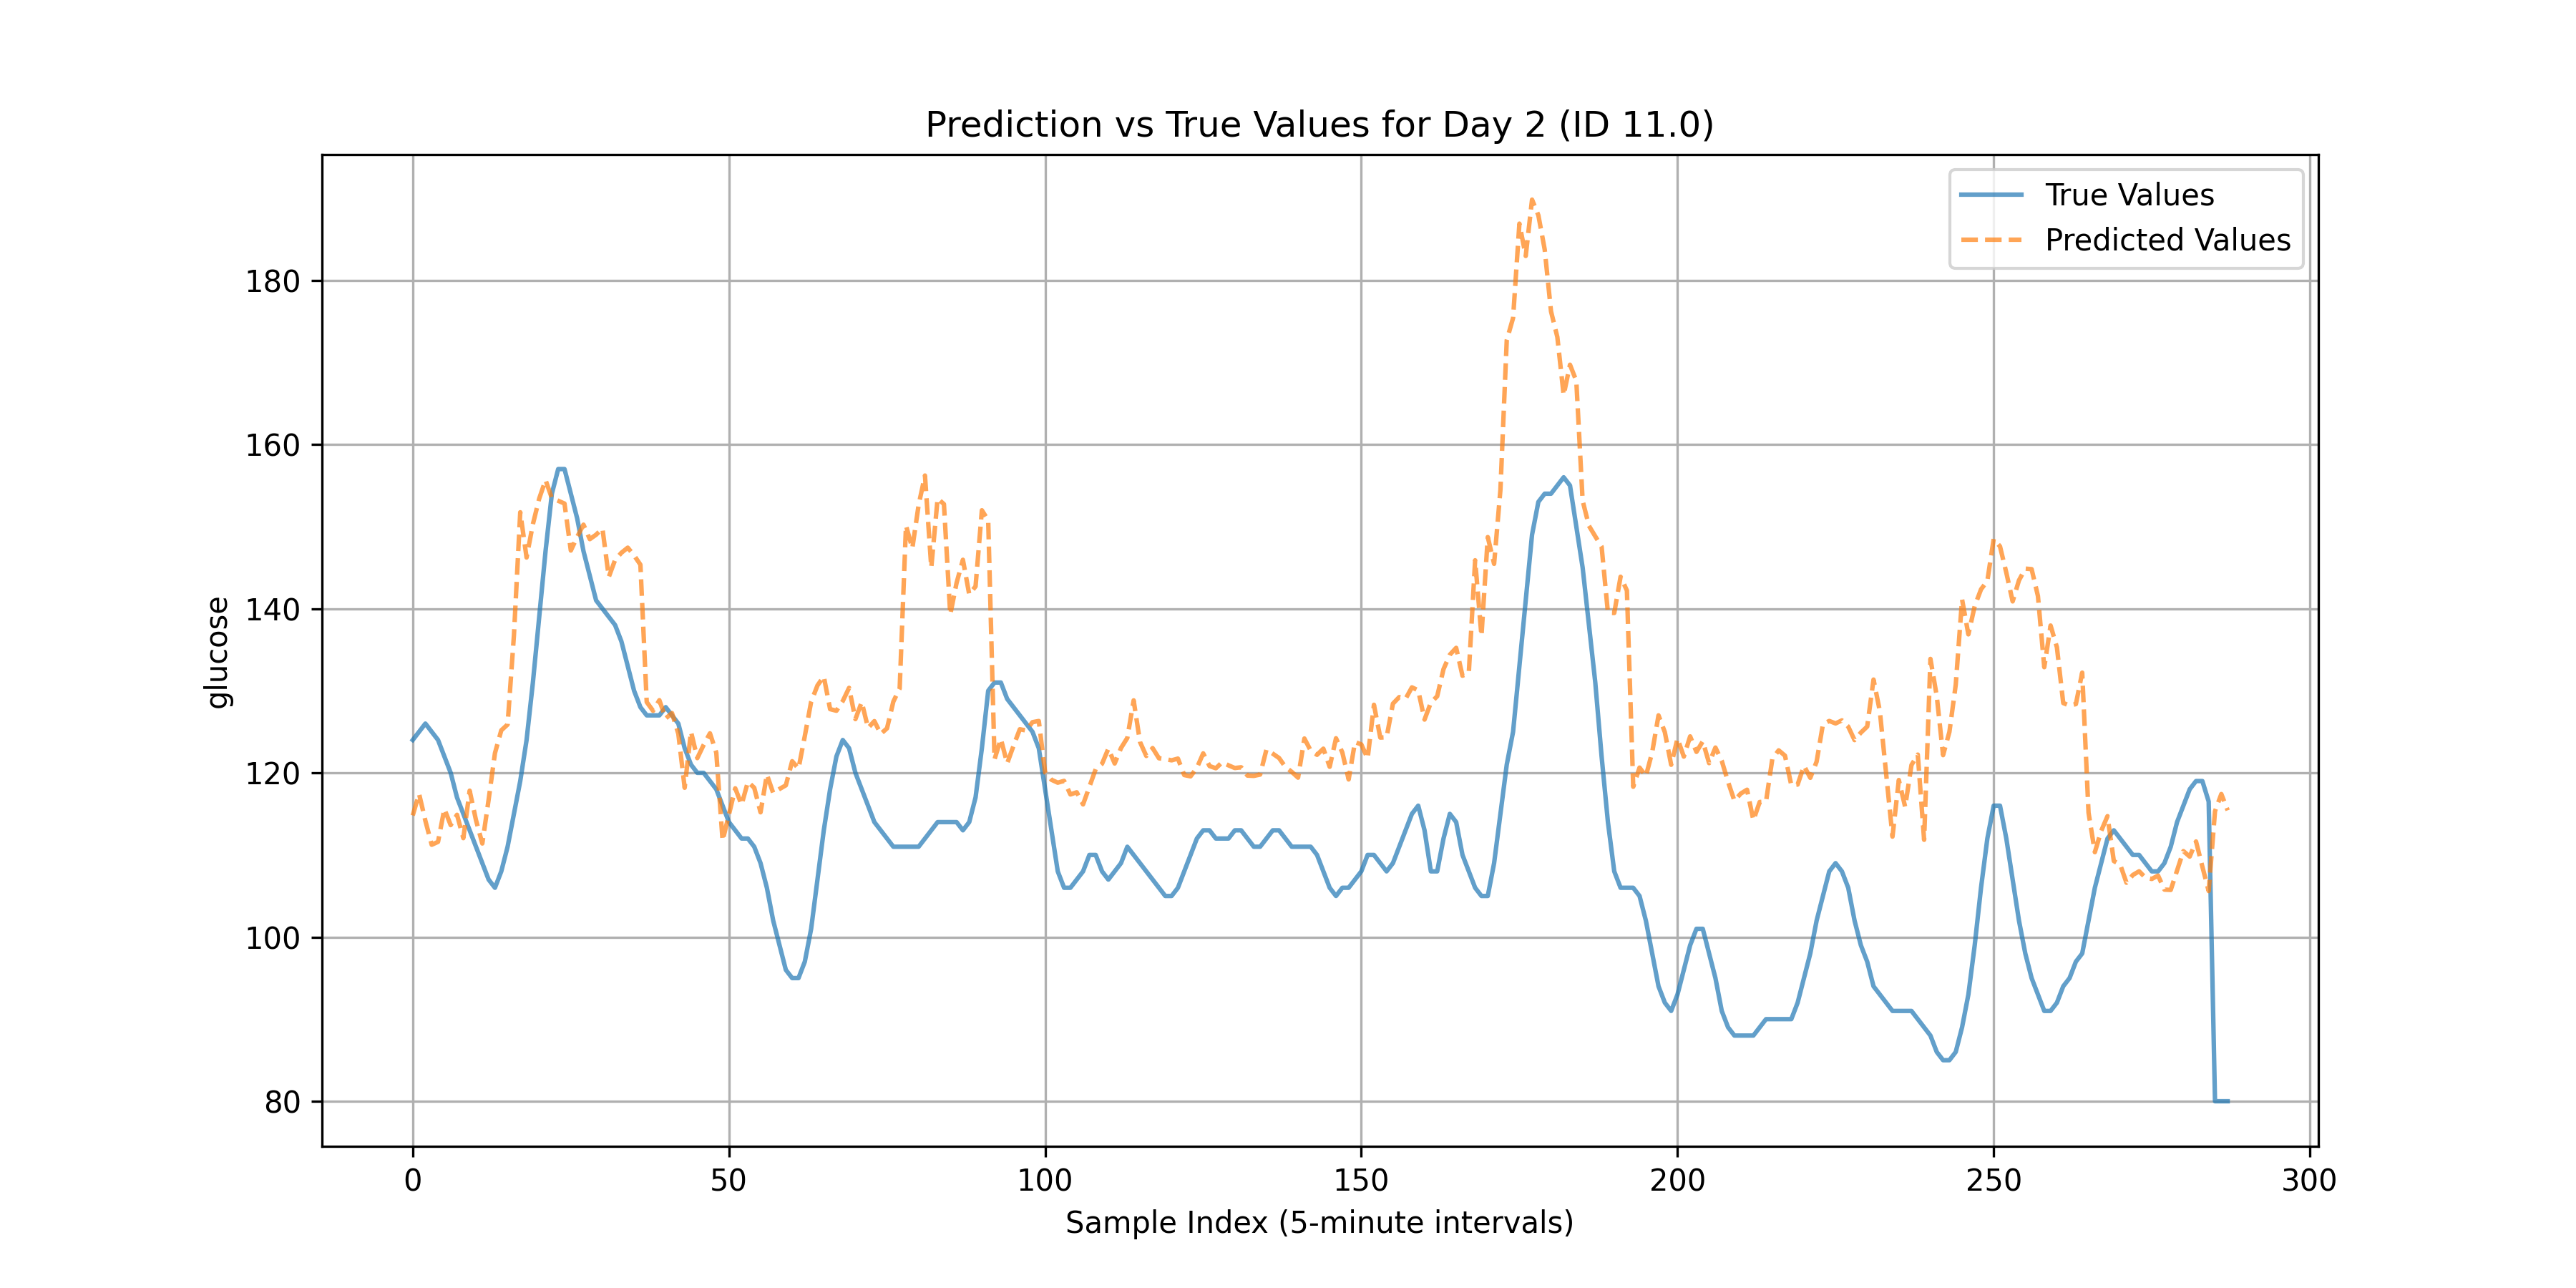 Prediction vs True Values for Day 2 (ID 11.0)
True Values
Predicted Values
180
160
140
120
100
80
glucose
0 50 100 150 200 250 300
Sample Index (5-minute intervals)